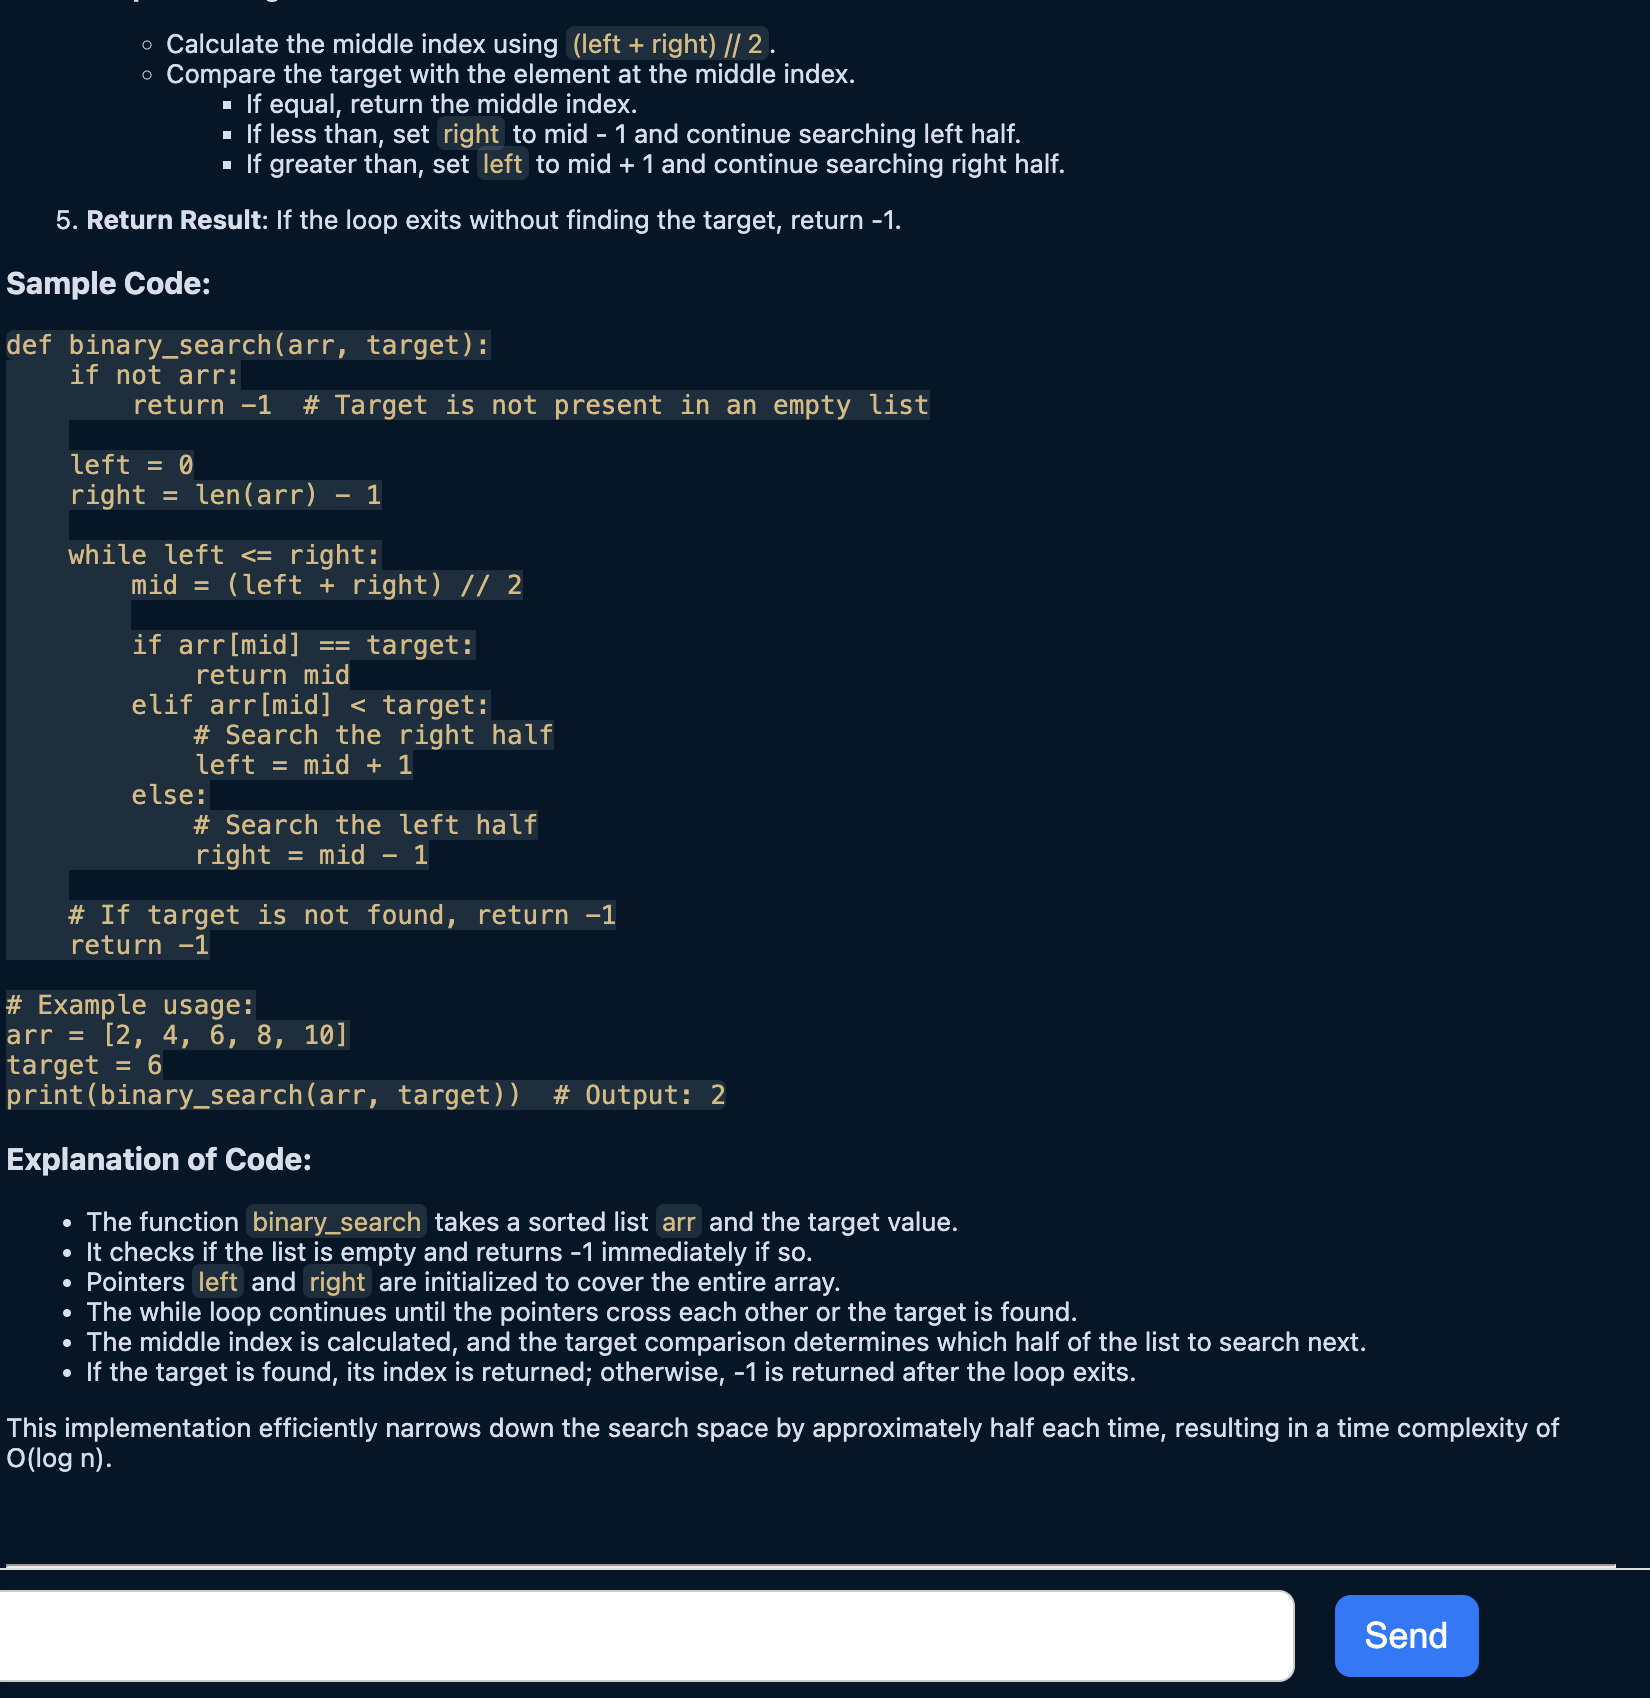 Calculate the middle index using (left + right) // 2.
Compare the target with the element at the middle index.
If equal, return the middle index.
If less than, set right to mid - 1 and continue searching left half.
If greater than, set left to mid + 1 and continue searching right half.
5. Return Result: If the loop exits without finding the target, return -1.
Sample Code:
def binary_search(arr, target):
    if not arr:
        return -1  # Target is not present in an empty list
    left = 0
    right = len(arr) - 1
    while left <= right:
        mid = (left + right) // 2
        if arr[mid] == target:
            return mid
        elif arr[mid] < target:
            # Search the right half
            left = mid + 1
        else:
            # Search the left half
            right = mid - 1
    # If target is not found, return -1
    return -1
# Example usage:
arr = [2, 4, 6, 8, 10]
target = 6
print(binary_search(arr, target))  # Output: 2
Explanation of Code:
The function binary_search takes a sorted list arr and the target value.
It checks if the list is empty and returns -1 immediately if so.
Pointers left and right are initialized to cover the entire array.
The while loop continues until the pointers cross each other or the target is found.
The middle index is calculated, and the target comparison determines which half of the list to search next.
If the target is found, its index is returned; otherwise, -1 is returned after the loop exits.
This implementation efficiently narrows down the search space by approximately half each time, resulting in a time complexity of
O(log n).
Send